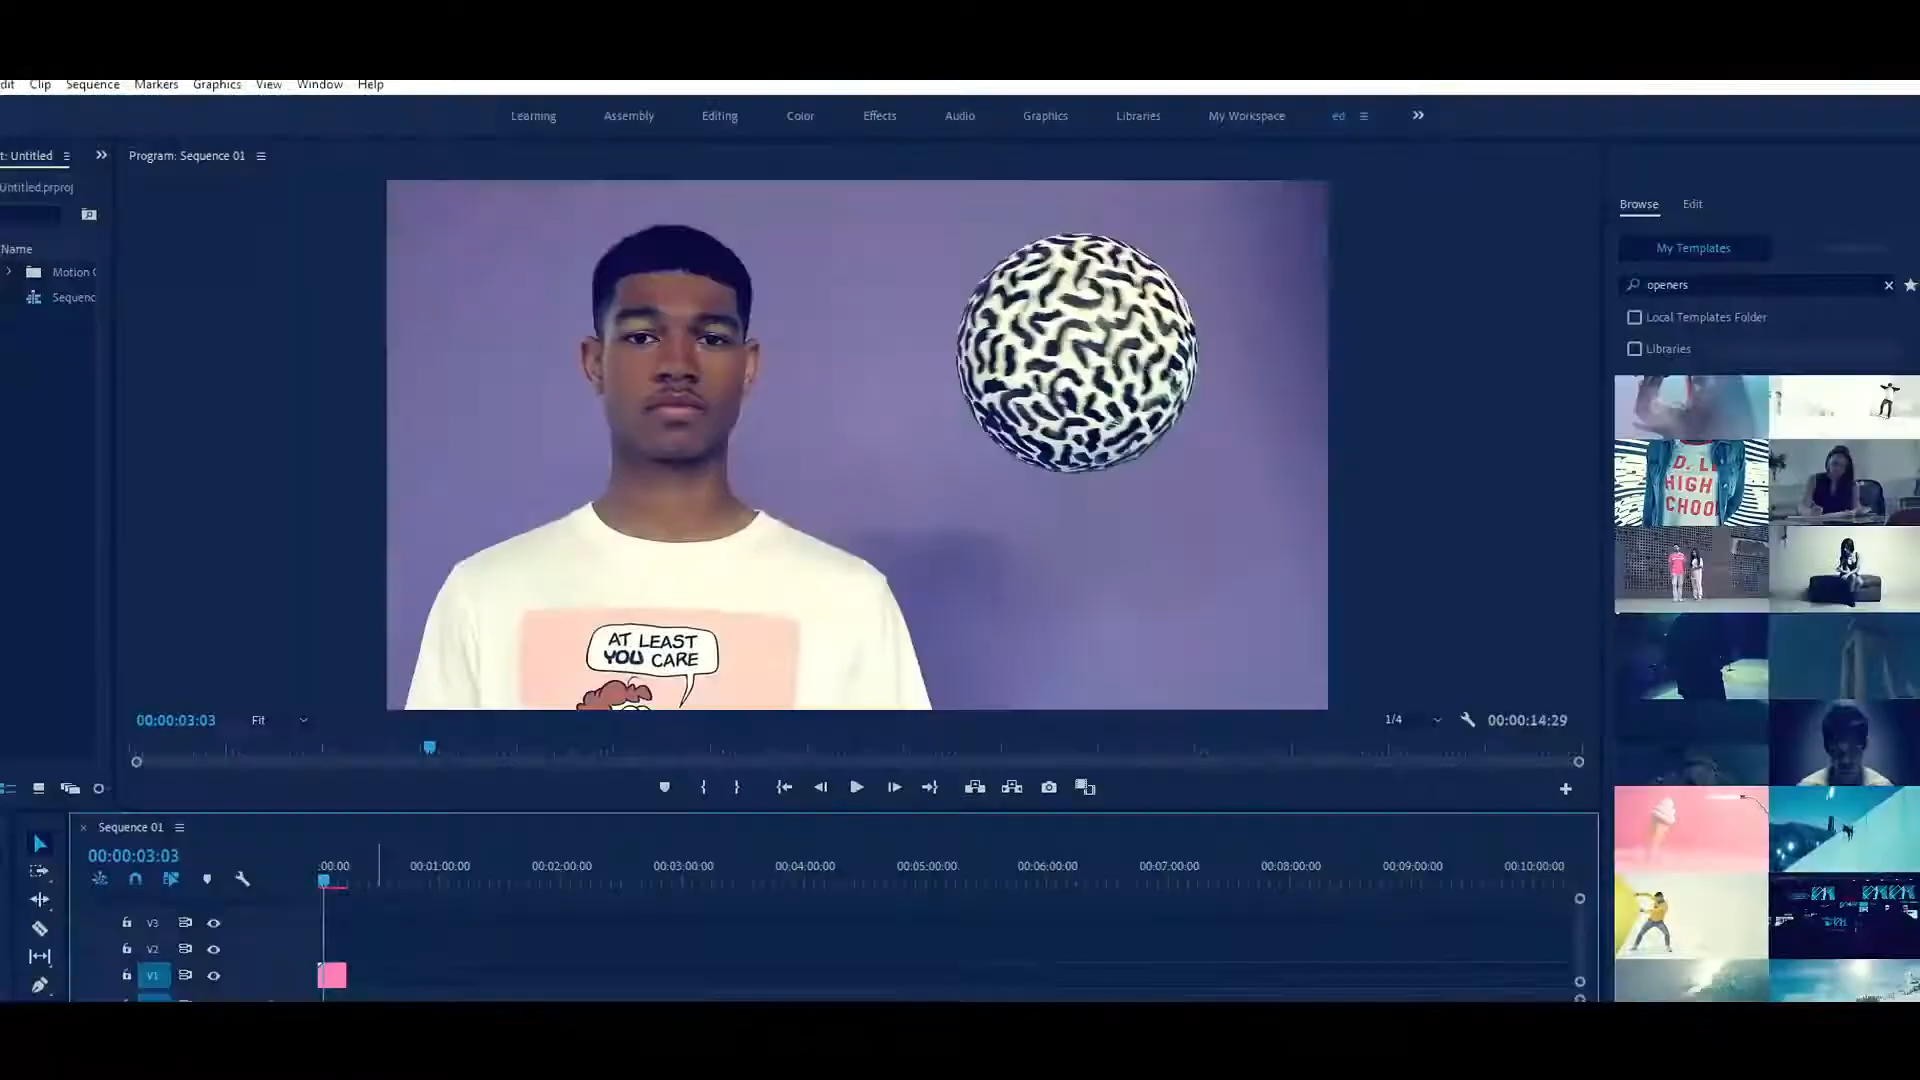 dit Clip Sequence Markers Graphics View Window Help
Learning Assembly Editing Color Effects Audio Graphics Libraries My Workspace ed
t: Untitled
Program: Sequence 01
Untitled.prproj
Browse Edit
Name
My Templates
Motion
Sequenc
openers
Local Templates Folder
Libraries
D. L
HIGH
CHOO
AT LEAST
YOU CARE
00:00:03:03 Fit 1/4 00:00:14:29
Sequence 01
00:00:03:03
:00:00 00:01:00:00 00:02:00:00 00:03:00:00 00:04:00:00 00:05:00:00 00:06:00:00 00:07:00:00 00:08:00:00 00:09:00:00 00:10:00:00
V3
V2
V1